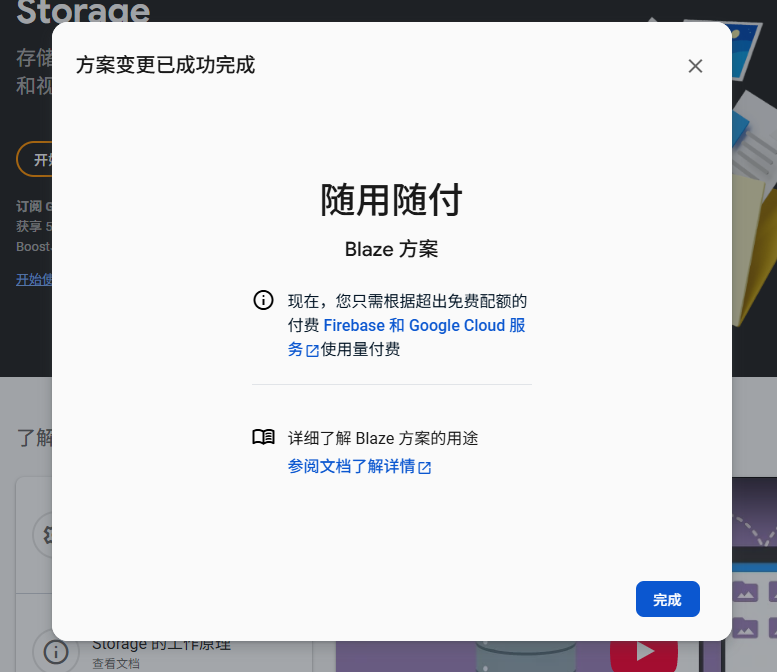 Storage
存储
和视
方案变更已成功完成
随用随付
Blaze 方案
开始
订阅 G
获享 5
Boost
开始使
现在，您只需根据超出免费配额的
付费 Firebase 和 Google Cloud 服
务 使用量付费
了解
详细了解 Blaze 方案的用途
参阅文档了解详情
完成
Storage 的工作原理
查看文档